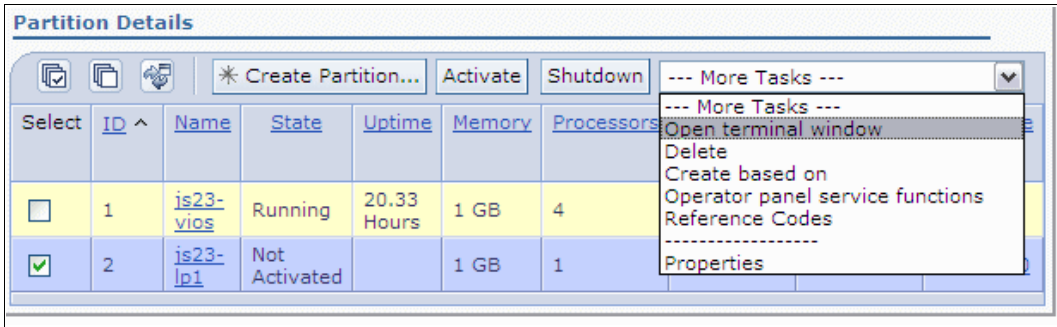 Partition Details
Create Partition... Activate Shutdown --- More Tasks ---
--- More Tasks ---
Open terminal window
Delete
Create based on
Operator panel service functions
Reference Codes
------------------
Properties
Select ID ^ Name State Uptime Memory Processors
1 js23-vios Running 20.33 Hours 1 GB 4
2 js23-lp1 Not Activated 1 GB 1